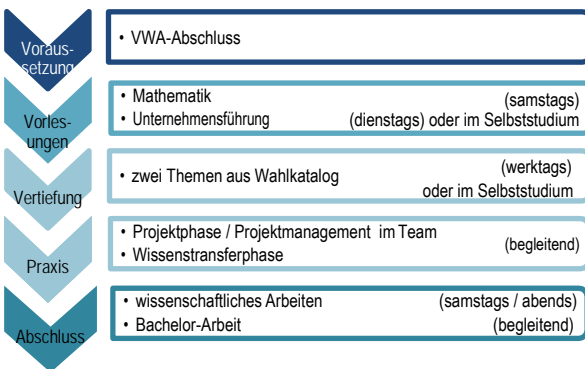 Voraus-
setzung
• VWA-Abschluss
Vorles-
ungen
• Mathematik (samstags)
• Unternehmensführung (dienstags) oder im Selbststudium
Vertiefung
• zwei Themen aus Wahlkatalog (werktags)
oder im Selbststudium
Praxis
• Projektphase / Projektmanagement im Team
• Wissenstransferphase (begleitend)
Abschluss
• wissenschaftliches Arbeiten (samstags / abends)
• Bachelor-Arbeit (begleitend)